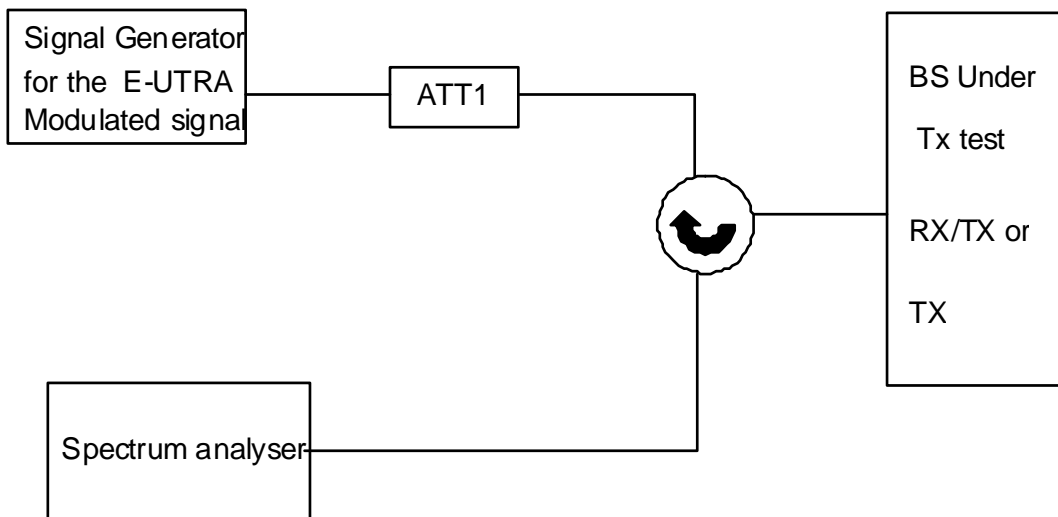 Signal Generator
for the E-UTRA
Modulated signal
ATT1
BS Under
Tx test
RX/TX or
TX
Spectrum analyser